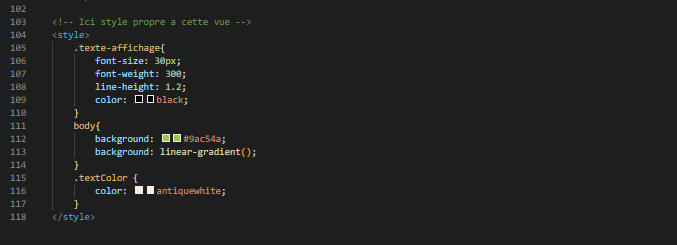 102
103 <!-- Ici style propre a cette vue -->
104 <style>
105 .texte-affichage{
106 font-size: 30px;
107 font-weight: 300;
108 line-height: 1.2;
109 color: black;
110 }
111 body{
112 background: #9ac54a;
113 background: linear-gradient();
114 }
115 .textColor {
116 color: antiquewhite;
117 }
118 </style>